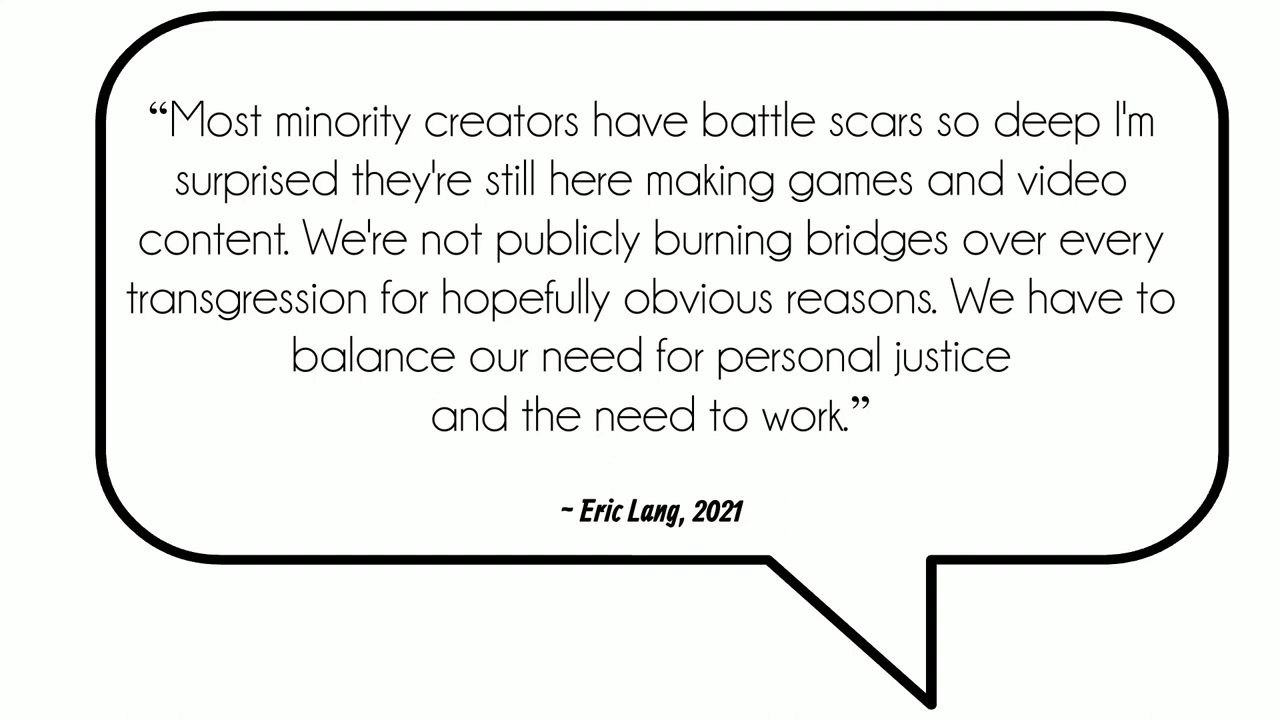 “Most minority creators have battle scars so deep I'm
surprised they're still here making games and video
content. We're not publicly burning bridges over every
transgression for hopefully obvious reasons. We have to
balance our need for personal justice
and the need to work.”
~ Eric Lang, 2021